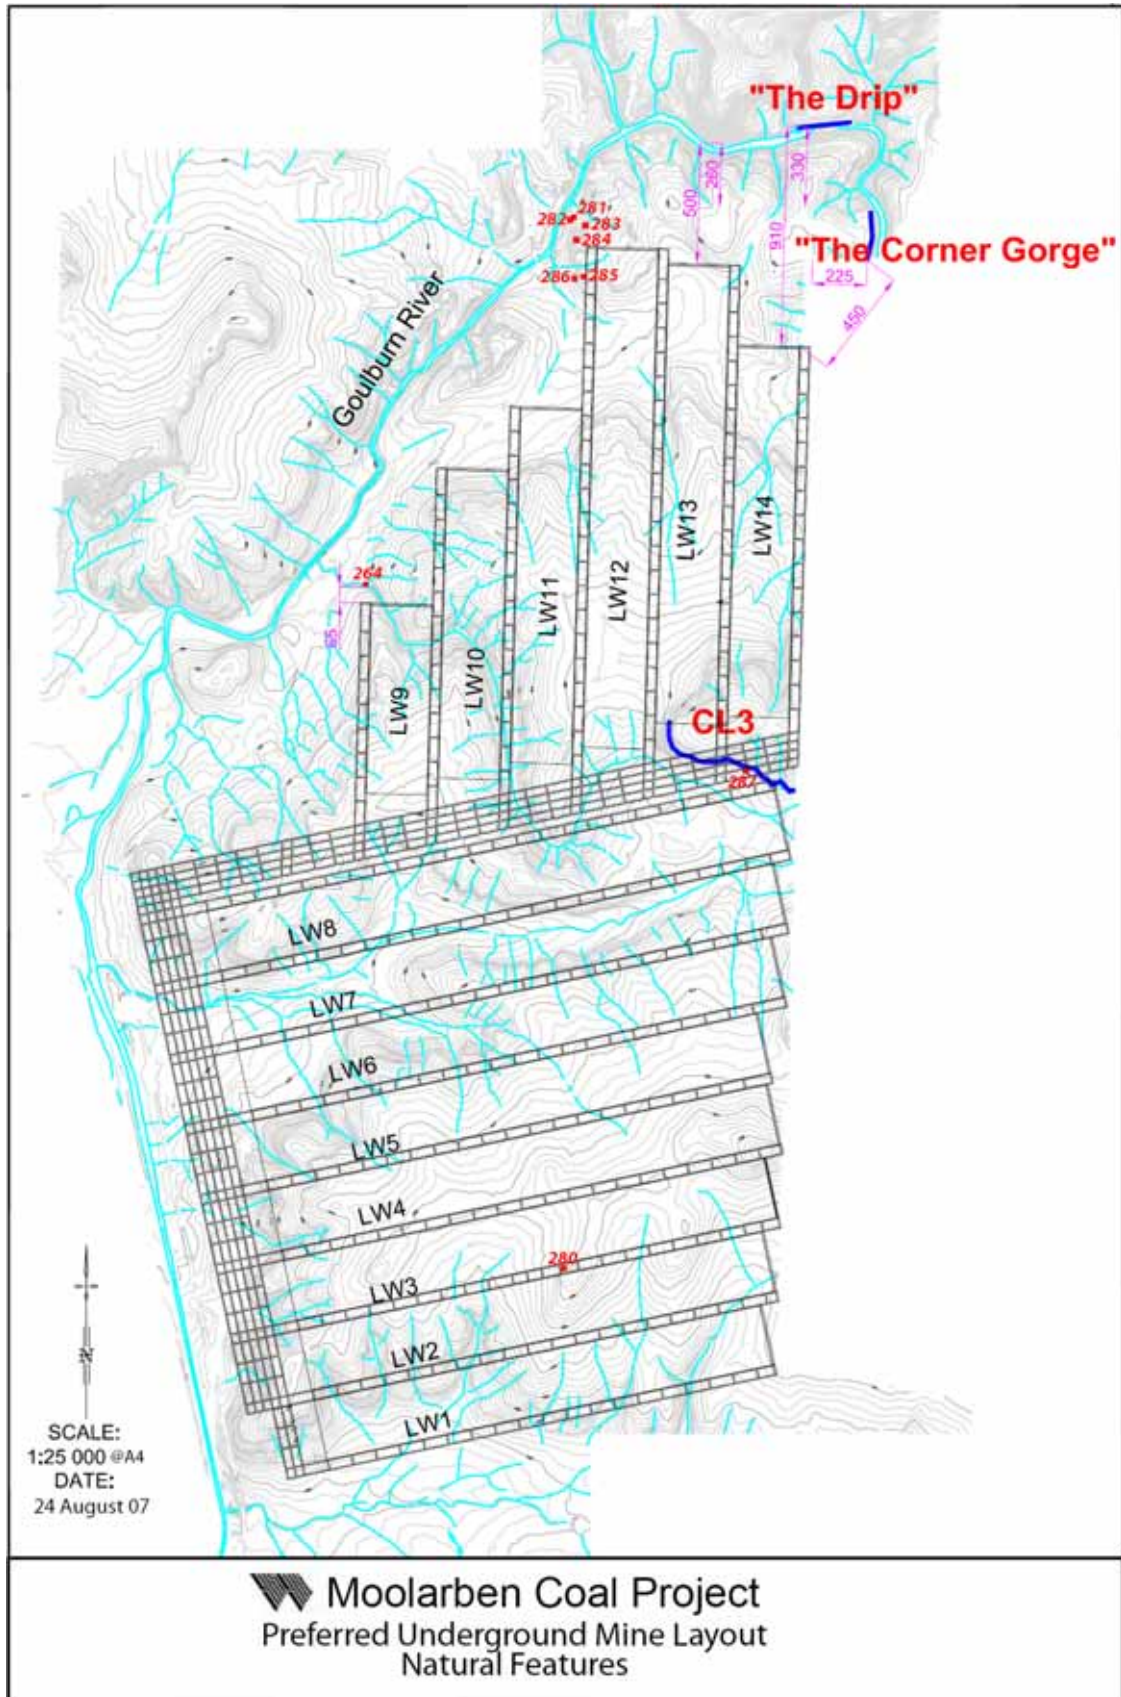 "The Drip"
330
260
500
281
282
283
284
910
"The Corner Gorge"
286
285
225
450
Goulburn River
LW14
LW13
264
LW12
LW11
65
LW10
LW9
CL3
287
LW8
LW7
LW6
LW5
LW4
280
LW3
LW2
LW1
N
SCALE:
1:25 000 @A4
DATE:
24 August 07
Moolarben Coal Project
Preferred Underground Mine Layout
Natural Features